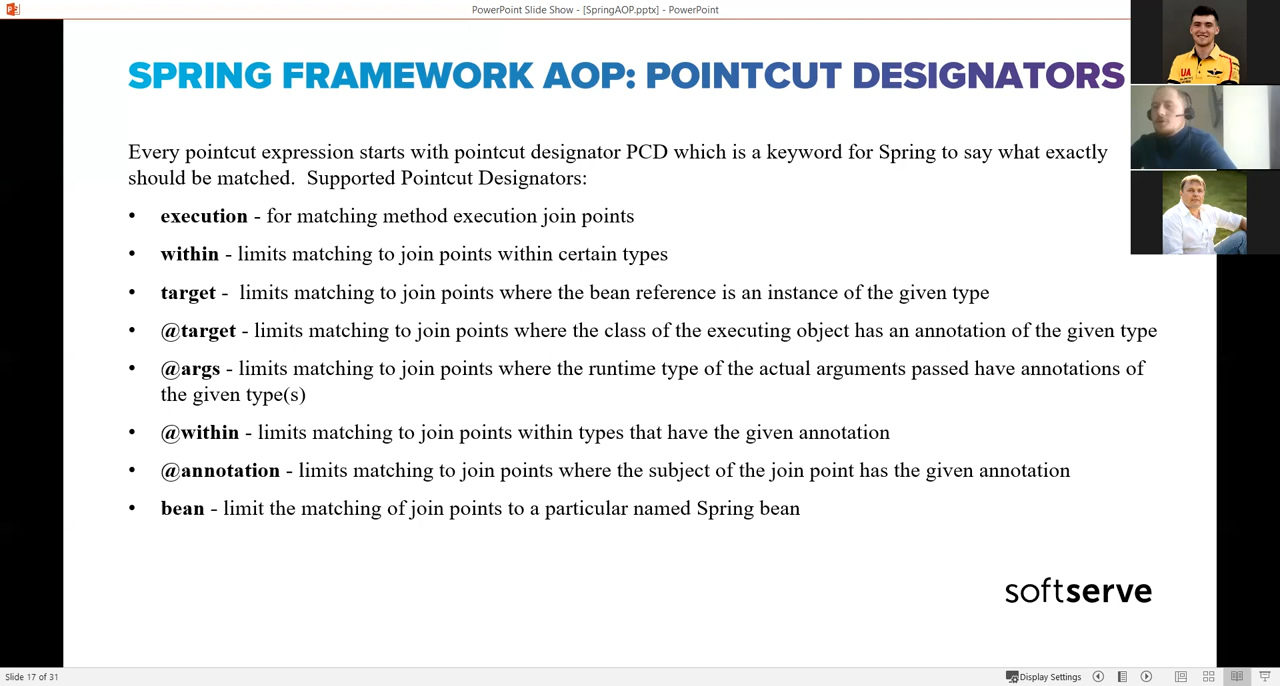 PowerPoint Slide Show - [SpringAOP.pptx] - PowerPoint
SPRING FRAMEWORK AOP: POINTCUT DESIGNATORS
UA
Every pointcut expression starts with pointcut designator PCD which is a keyword for Spring to say what exactly
should be matched.  Supported Pointcut Designators:
• execution - for matching method execution join points
• within - limits matching to join points within certain types
• target -  limits matching to join points where the bean reference is an instance of the given type
• @target - limits matching to join points where the class of the executing object has an annotation of the given type
• @args - limits matching to join points where the runtime type of the actual arguments passed have annotations of
the given type(s)
• @within - limits matching to join points within types that have the given annotation
• @annotation - limits matching to join points where the subject of the join point has the given annotation
• bean - limit the matching of join points to a particular named Spring bean
softserve
Slide 17 of 31
Display Settings